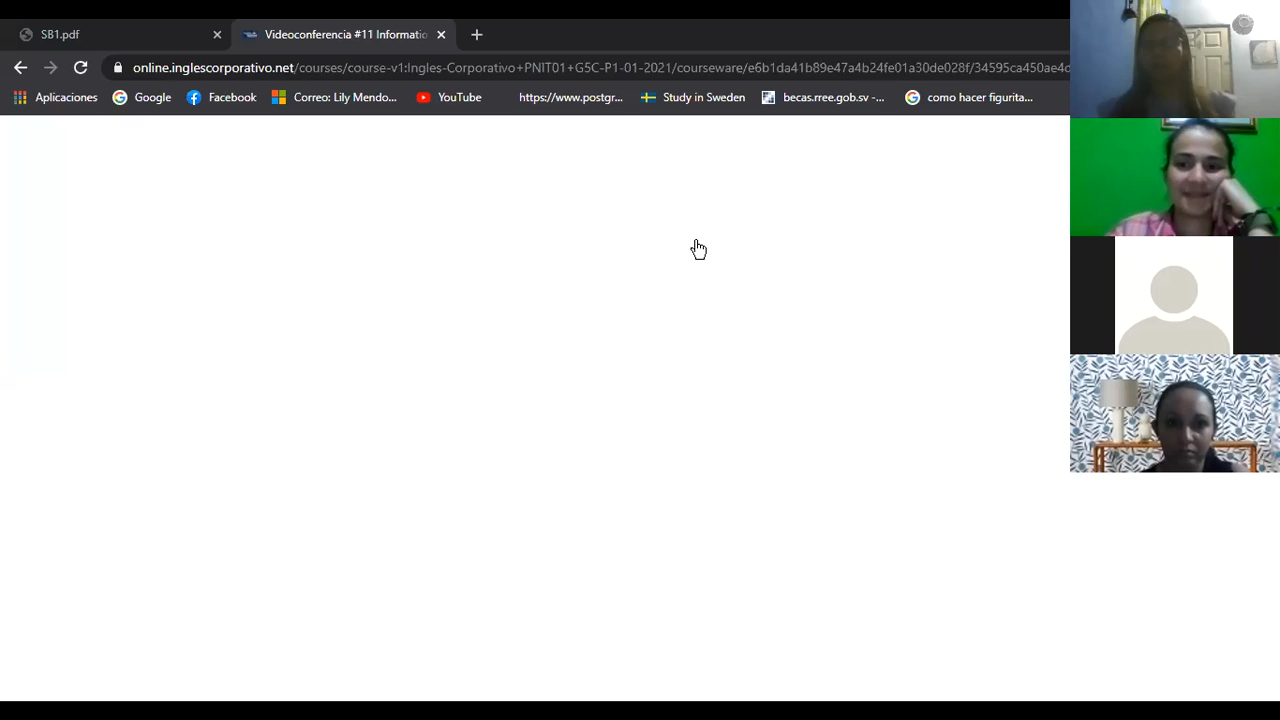 SB1.pdf
Videoconferencia #11 Informatio
online.inglescorporativo.net/courses/course-v1:Ingles-Corporativo+PNIT01+G5C-P1-01-2021/courseware/e6b1da41b89e47a4b24fe01a30de028f/34595ca450ae4d
Aplicaciones
Google
Facebook
Correo: Lily Mendo...
YouTube
https://www.postgr...
Study in Sweden
becas.ree.gob.sv -...
como hacer figurita...